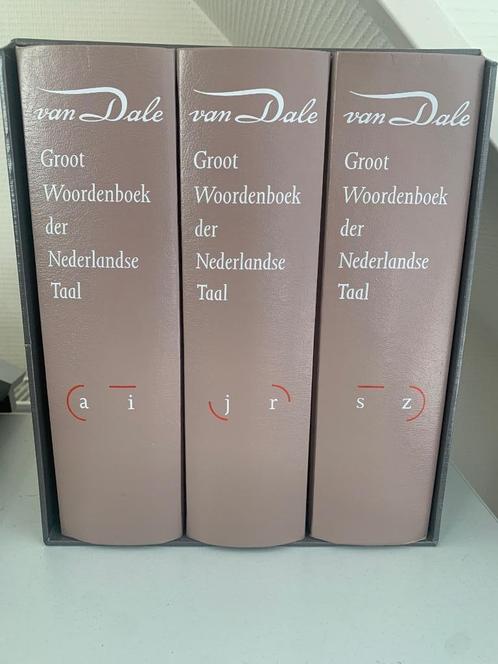 van Dale
Groot
Woordenboek
der
Nederlandse
Taal
a i
van Dale
Groot
Woordenboek
der
Nederlandse
Taal
j r
van Dale
Groot
Woordenboek
der
Nederlandse
Taal
s z